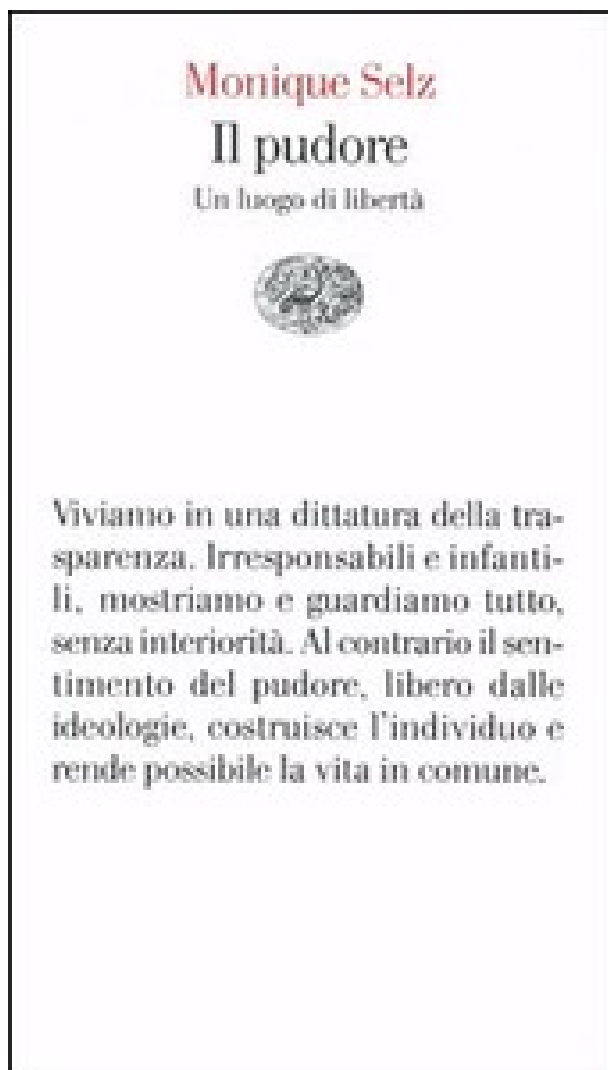 Monique Selz
Il pudore
Un luogo di libertà
Viviamo in una dittatura della tra-
sparenza. Irresponsabili e infanti-
li, mostriamo e guardiamo tutto,
senza interiorità. Al contrario il sen-
timento del pudore, libero dalle
ideologie, costruisce l'individuo e
rende possibile la vita in comune.